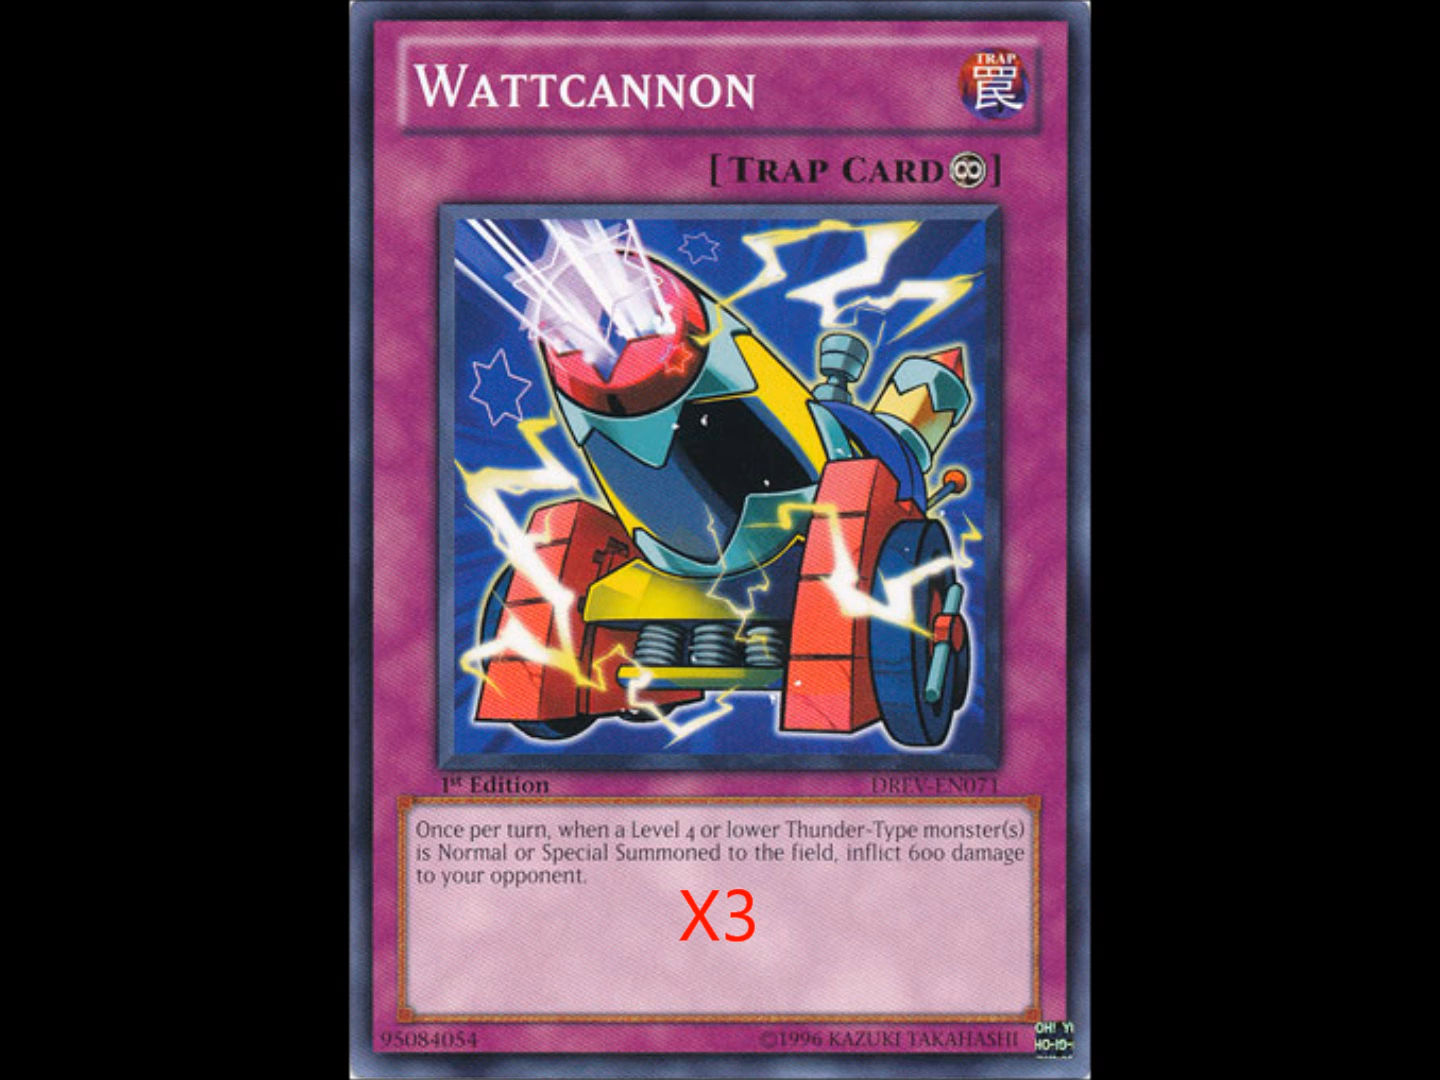 WATTCANNON
TRAP
罠
[TRAP CARD]
1st Edition
DREV-EN071
Once per turn, when a Level 4 or lower Thunder-Type monster(s)
is Normal or Special Summoned to the field, inflict 600 damage
to your opponent.
X3
95084054
©1996 KAZUKI TAKAHASHI